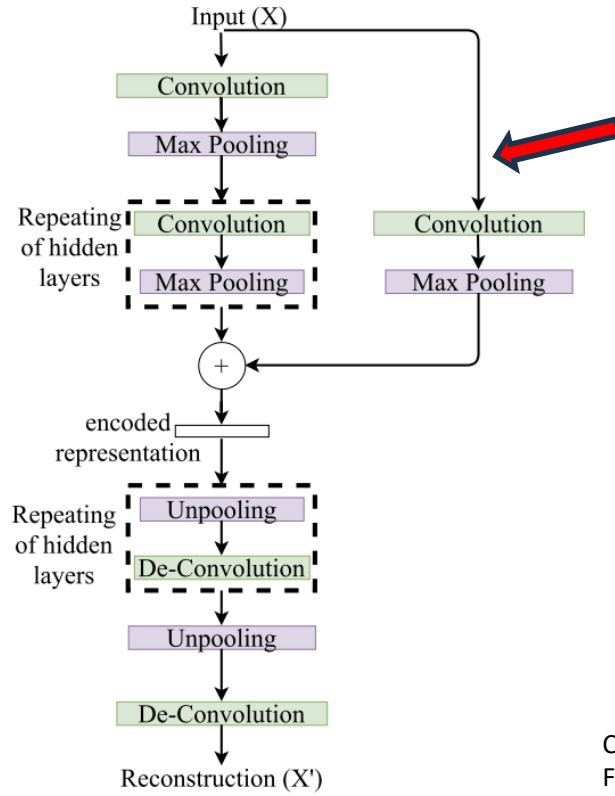 Input (X)
Convolution
Max Pooling
Repeating
of hidden
layers
Convolution
Max Pooling
Convolution
Max Pooling
+
encoded
representation
Repeating
of hidden
layers
Unpooling
De-Convolution
Unpooling
De-Convolution
Reconstruction (X')